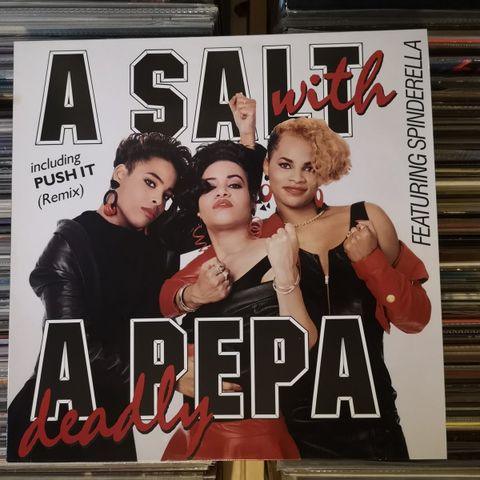 A SALT
with
including
PUSH IT
(Remix)
FEATURING SPINDERELLA
A PEPA
deadly